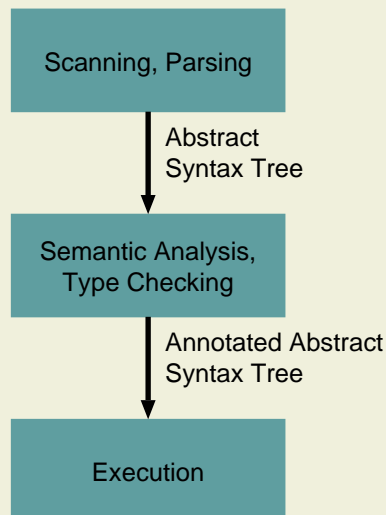 Scanning, Parsing
Abstract
Syntax Tree
Semantic Analysis,
Type Checking
Annotated Abstract
Syntax Tree
Execution